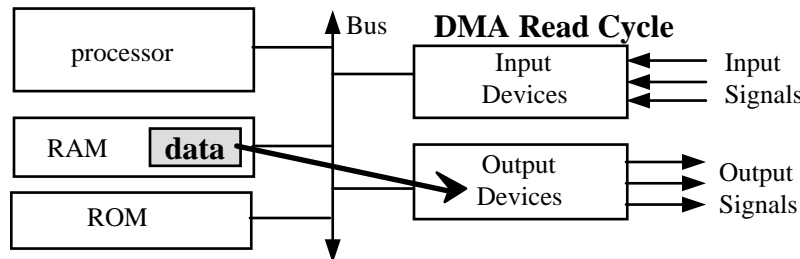 Bus
DMA Read Cycle
processor
Input
Devices
Input
Signals
RAM
data
Output
Devices
Output
Signals
ROM